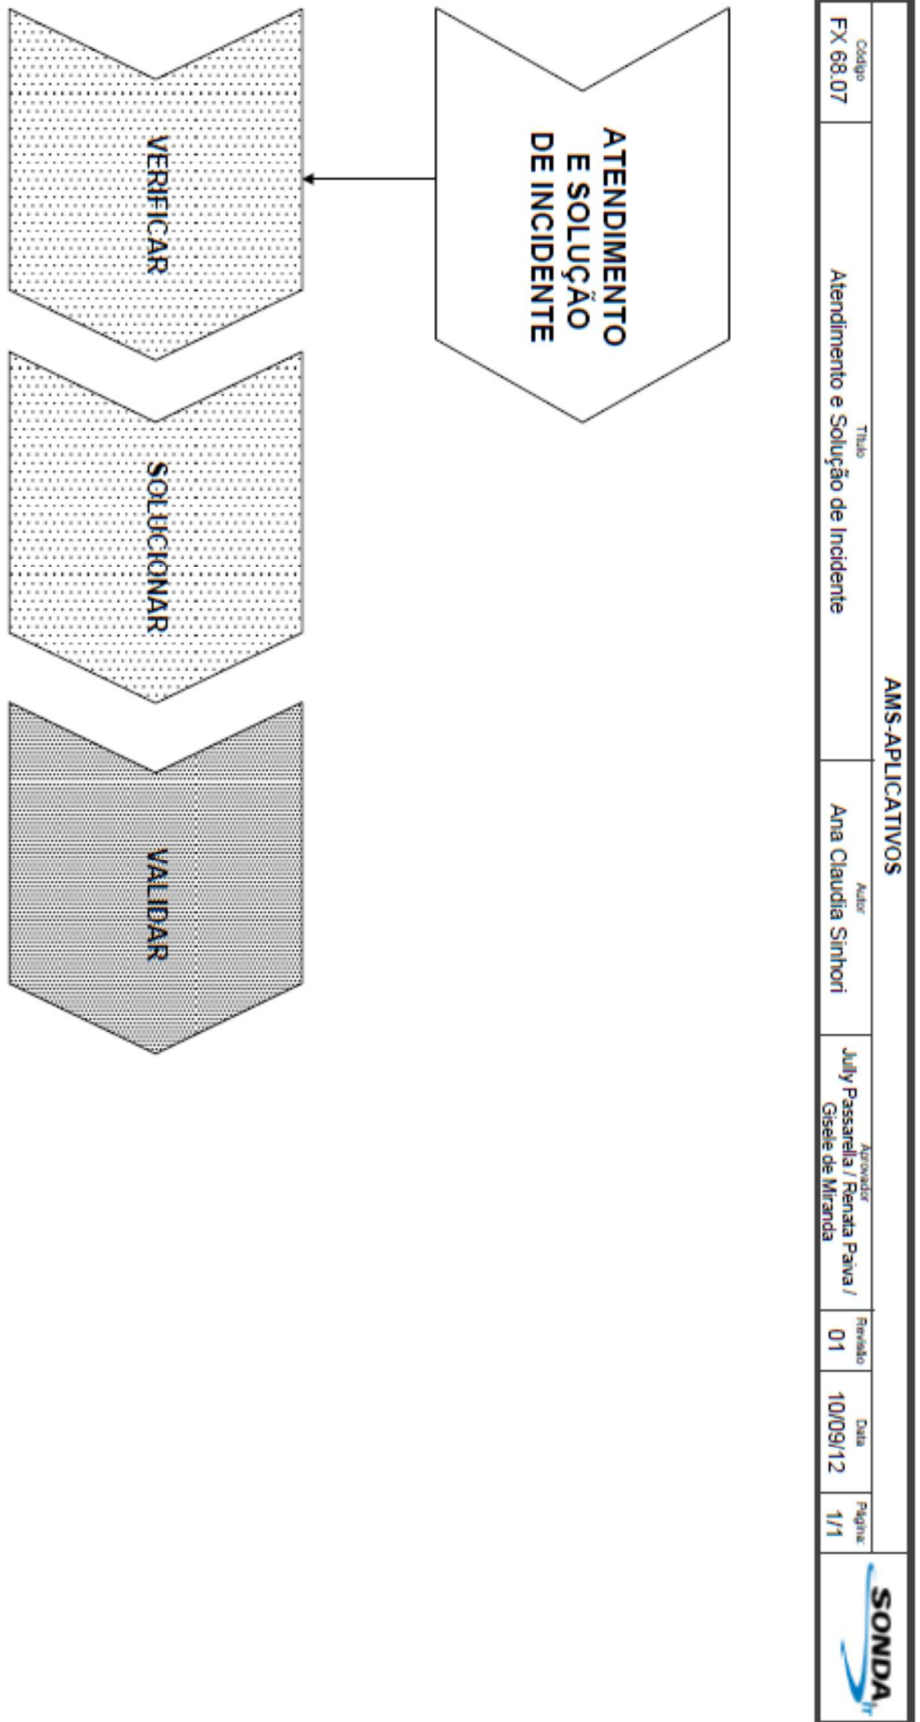 AMS-APLICATIVOS
Código
FX 68.07
Título
Atendimento e Solução de Incidente
Autor
Ana Claudia Sinhori
Aprovador
Jully Passarella / Renata Paiva /
Gisele de Miranda
Revisão
01
Data
10/09/12
Página:
1/1
SONDA
it
ATENDIMENTO
E SOLUÇÃO
DE INCIDENTE
VERIFICAR
SOLUCIONAR
VALIDAR